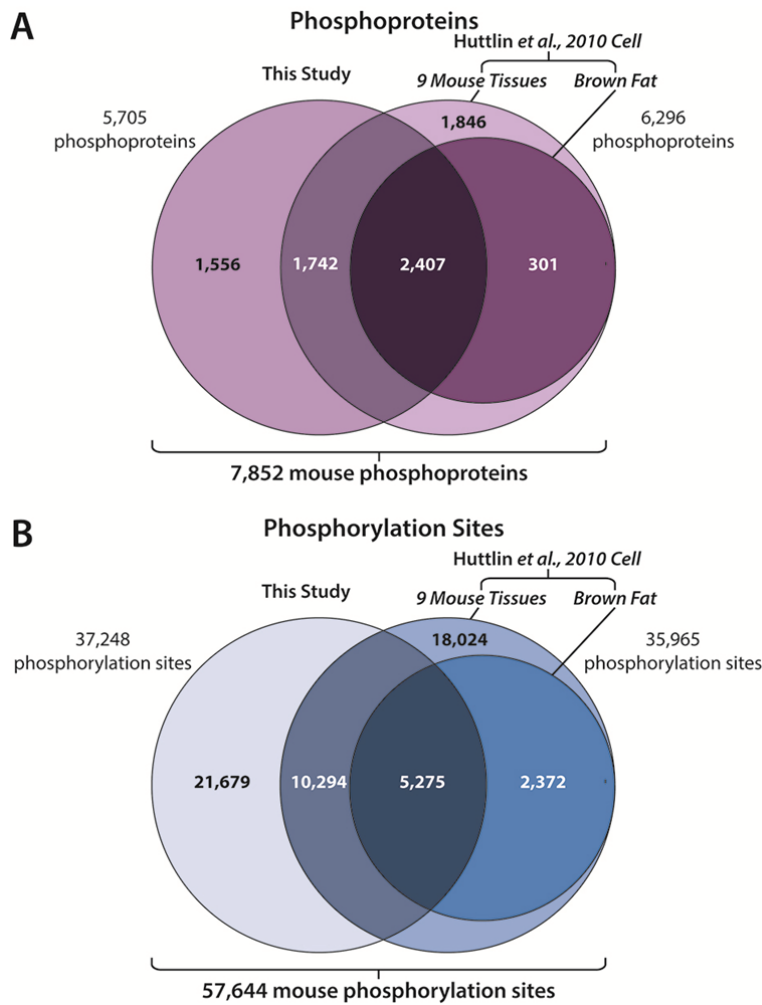 A
Phosphoproteins
Huttlin et al., 2010 Cell
This Study
9 Mouse Tissues
Brown Fat
5,705
phosphoproteins
1,846
6,296
phosphoproteins
1,556
1,742
2,407
301
7,852 mouse phosphoproteins
B
Phosphorylation Sites
Huttlin et al., 2010 Cell
This Study
9 Mouse Tissues
Brown Fat
37,248
phosphorylation sites
18,024
35,965
phosphorylation sites
21,679
10,294
5,275
2,372
57,644 mouse phosphorylation sites